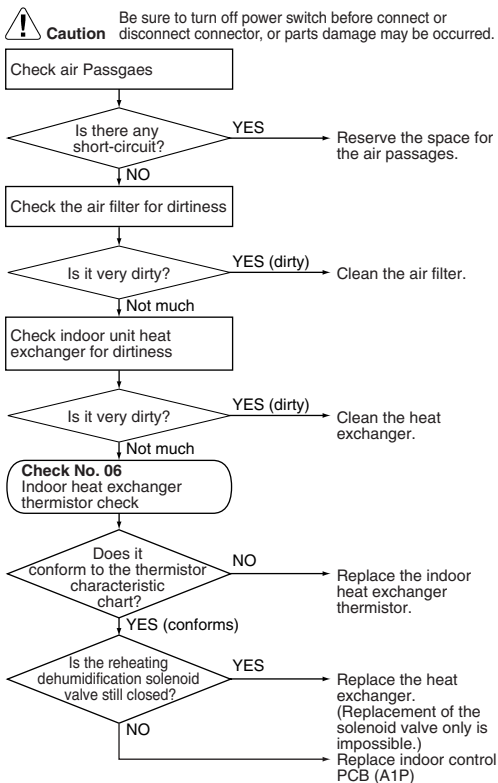 Be sure to turn off power switch before connect or
Caution disconnect connector, or parts damage may be occurred.
Check air Passgaes
Is there any
short-circuit?
YES
Reserve the space for
the air passages.
NO
Check the air filter for dirtiness
Is it very dirty?
YES (dirty)
Clean the air filter.
Not much
Check indoor unit heat
exchanger for dirtiness
Is it very dirty?
YES (dirty)
Clean the heat
exchanger.
Not much
Check No. 06
Indoor heat exchanger
thermistor check
Does it
conform to the thermistor
characteristic
chart?
NO
Replace the indoor
heat exchanger
thermistor.
YES (conforms)
Is the reheating
dehumidification solenoid
valve still closed?
YES
Replace the heat
exchanger.
(Replacement of the
solenoid valve only is
impossible.)
NO
Replace indoor control
PCB (A1P)